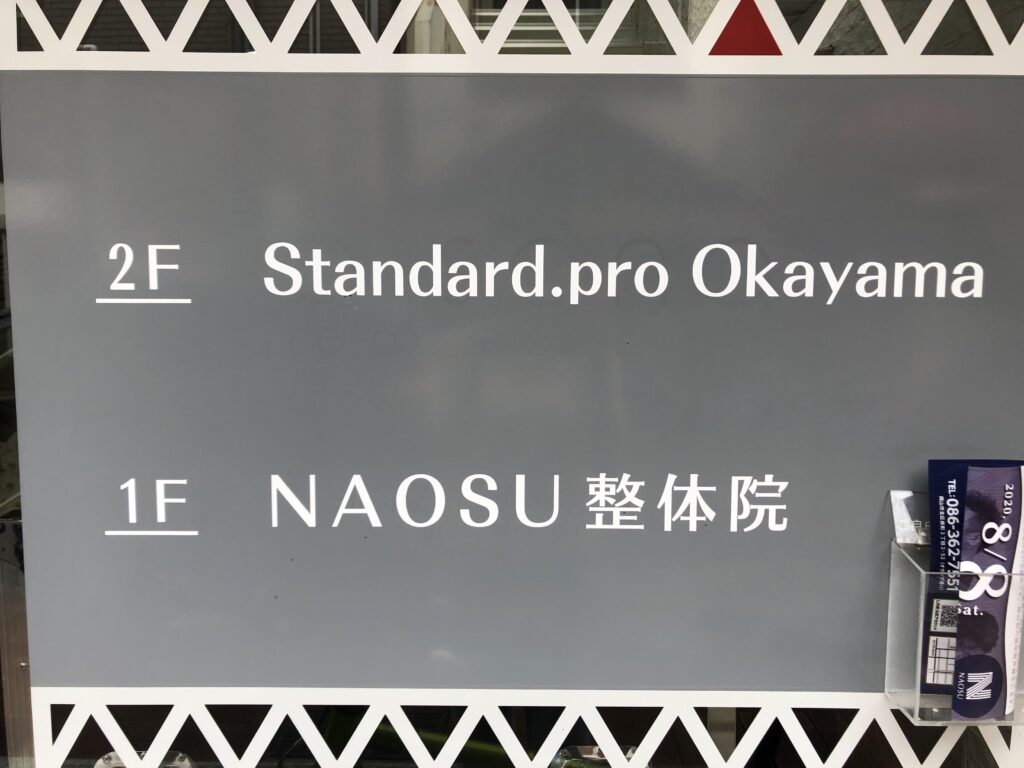 2F Standard.pro Okayama
1F NAOSU 整体院
2020
8/8
Sat.
TEL:086-362-7551
N
NAOSU